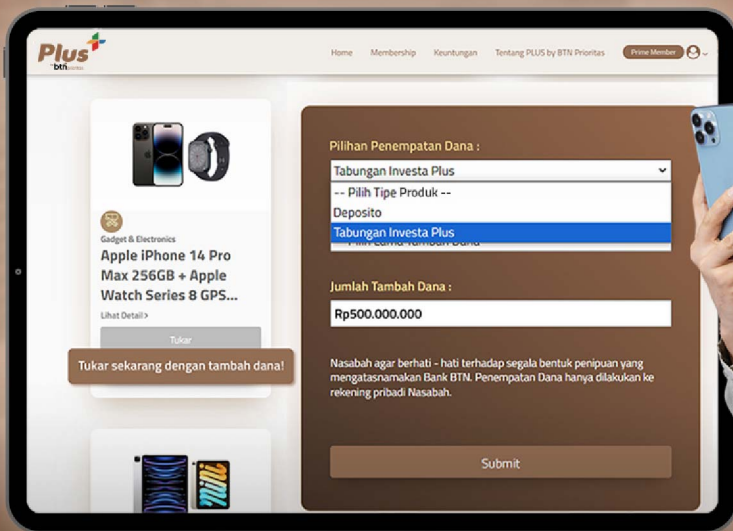 Plus
by btn prioritas
Home Membership Keuntungan Tentang PLUS by BTN Prioritas Prime Member
Gadget & Electronics
Apple iPhone 14 Pro
Max 256GB + Apple
Watch Series 8 GPS...
Lihat Detail >
Tukar
Tukar sekarang dengan tambah dana!
Pilihan Penempatan Dana :
Tabungan Investa Plus
-- Pilih Tipe Produk --
Deposito
Tabungan Investa Plus
Jumlah Tambah Dana :
Rp500.000.000
Nasabah agar berhati - hati terhadap segala bentuk penipuan yang
mengatasnamakan Bank BTN. Penempatan Dana hanya dilakukan ke
rekening pribadi Nasabah.
Submit